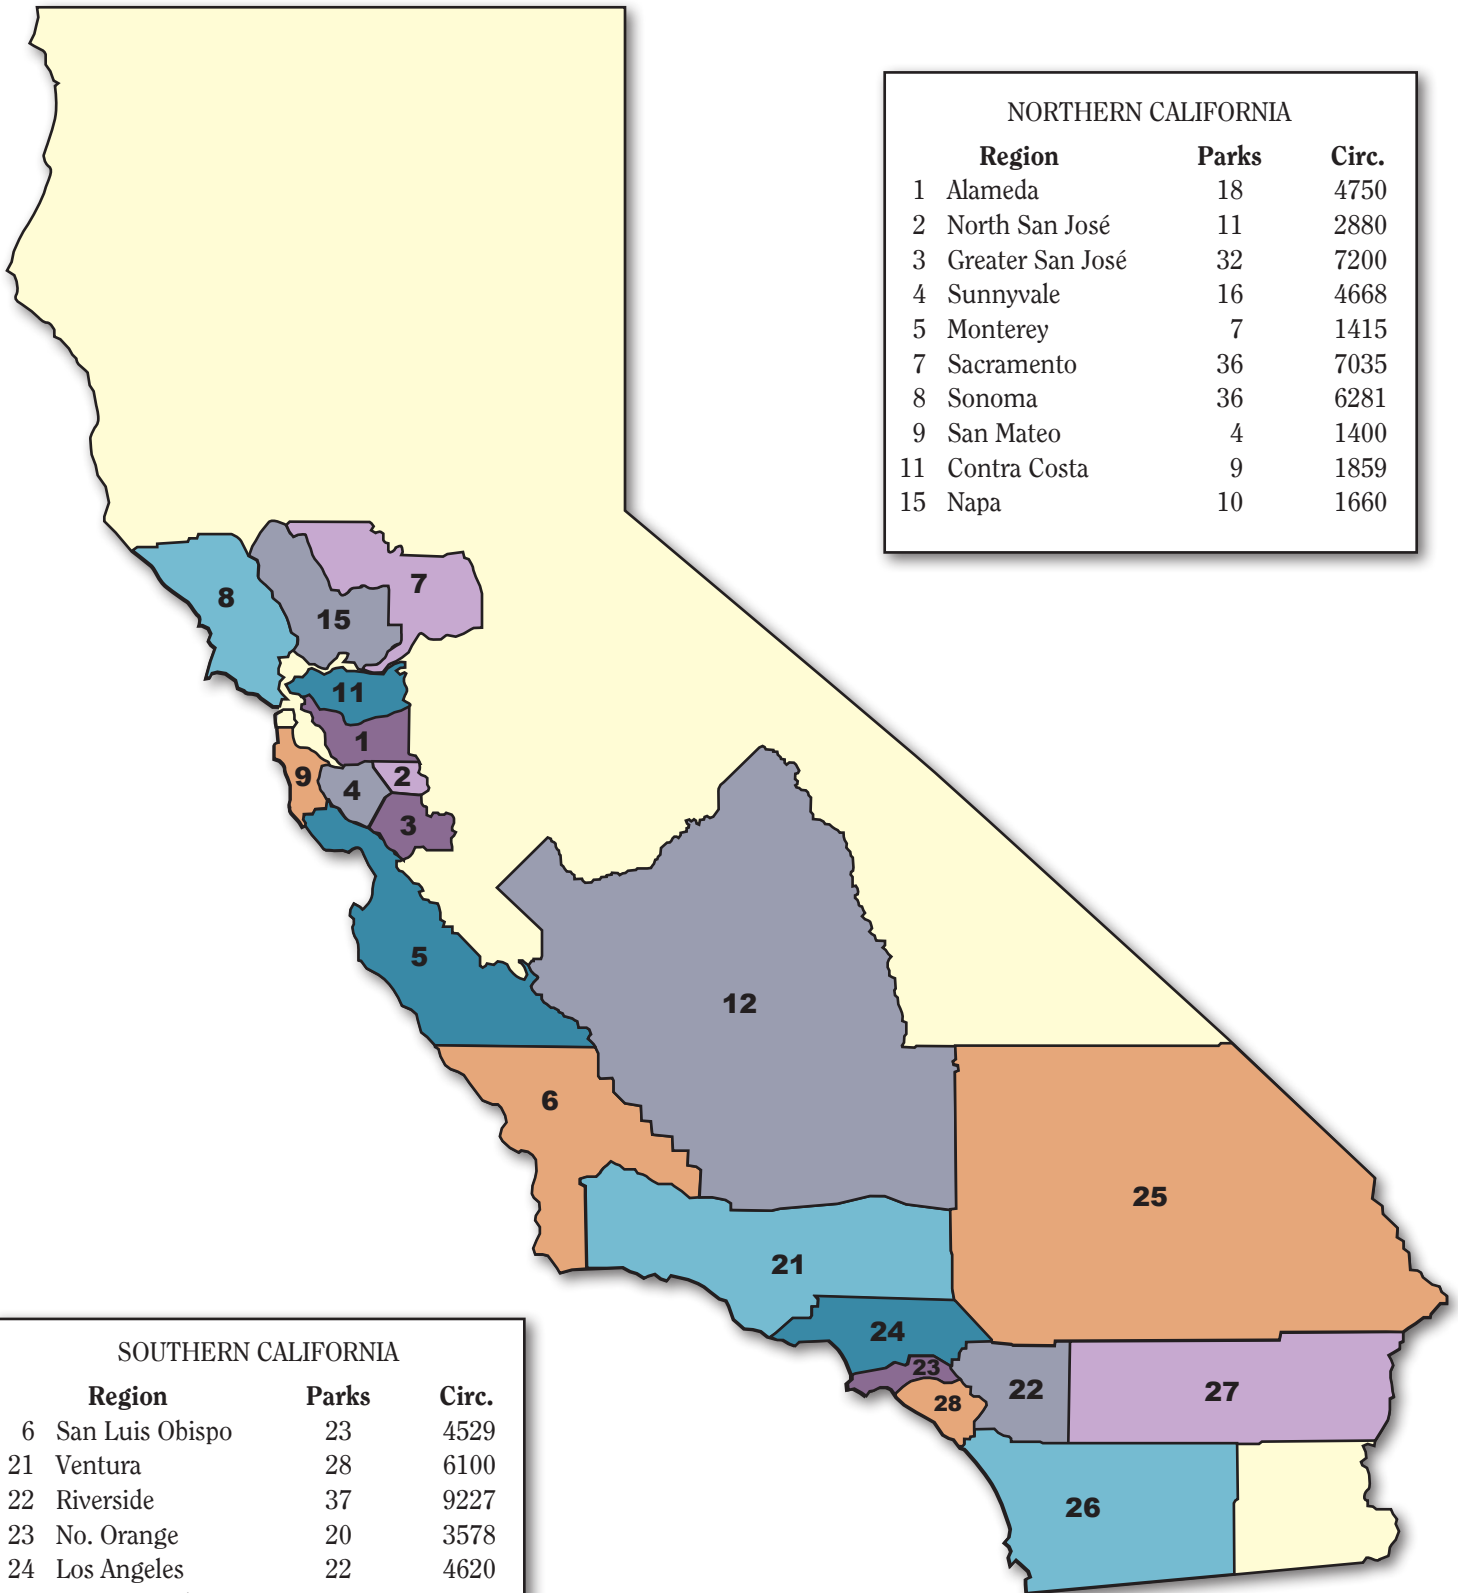 NORTHERN CALIFORNIA
Region Parks Circ.
1 Alameda 18 4750
2 North San José 11 2880
3 Greater San José 32 7200
4 Sunnyvale 16 4668
5 Monterey 7 1415
7 Sacramento 36 7035
8 Sonoma 36 6281
9 San Mateo 4 1400
11 Contra Costa 9 1859
15 Napa 10 1660
8
7
15
11
1
9
4
2
3
5
12
6
25
21
24
23
22
27
28
26
SOUTHERN CALIFORNIA
Region Parks Circ.
6 San Luis Obispo 23 4529
21 Ventura 28 6100
22 Riverside 37 9227
23 No. Orange 20 3578
24 Los Angeles 22 4620